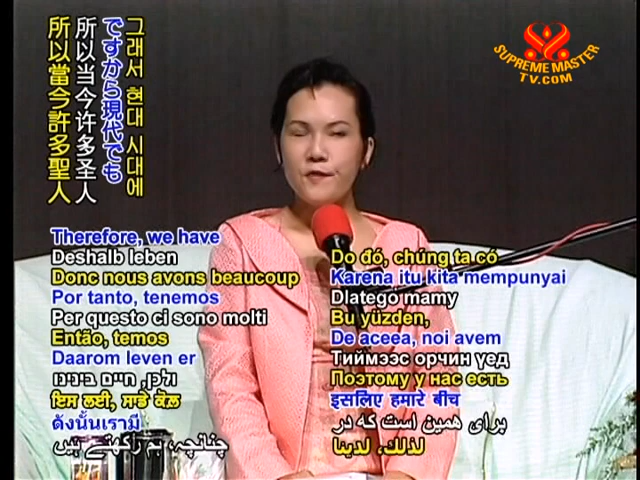 그래서 현대 시대에
ですから現代でも
所以当今许多圣人
所以當今許多聖人
SUPREME MASTER
TV.COM
Therefore, we have
Deshalb leben
Donc nous avons beaucoup
Por tanto, tenemos
Per questo ci sono molti
Então, temos
Daarom leven er
ולכן, חיים בינינו
ਇਸ ਲਈ, ਸਾਡੇ ਕੋਲ਼
ดังนั้นเรามี
چنانچہ، ہم رکھتے ہیں
Do đó, chúng ta có
Karena itu kita mempunyai
Dlatego mamy
Bu yüzden,
De aceea, noi avem
Тиймээс орчин үед
Поэтому у нас есть
इसलिए हमारे बीच
برای همین است که در
لذلك، لدينا